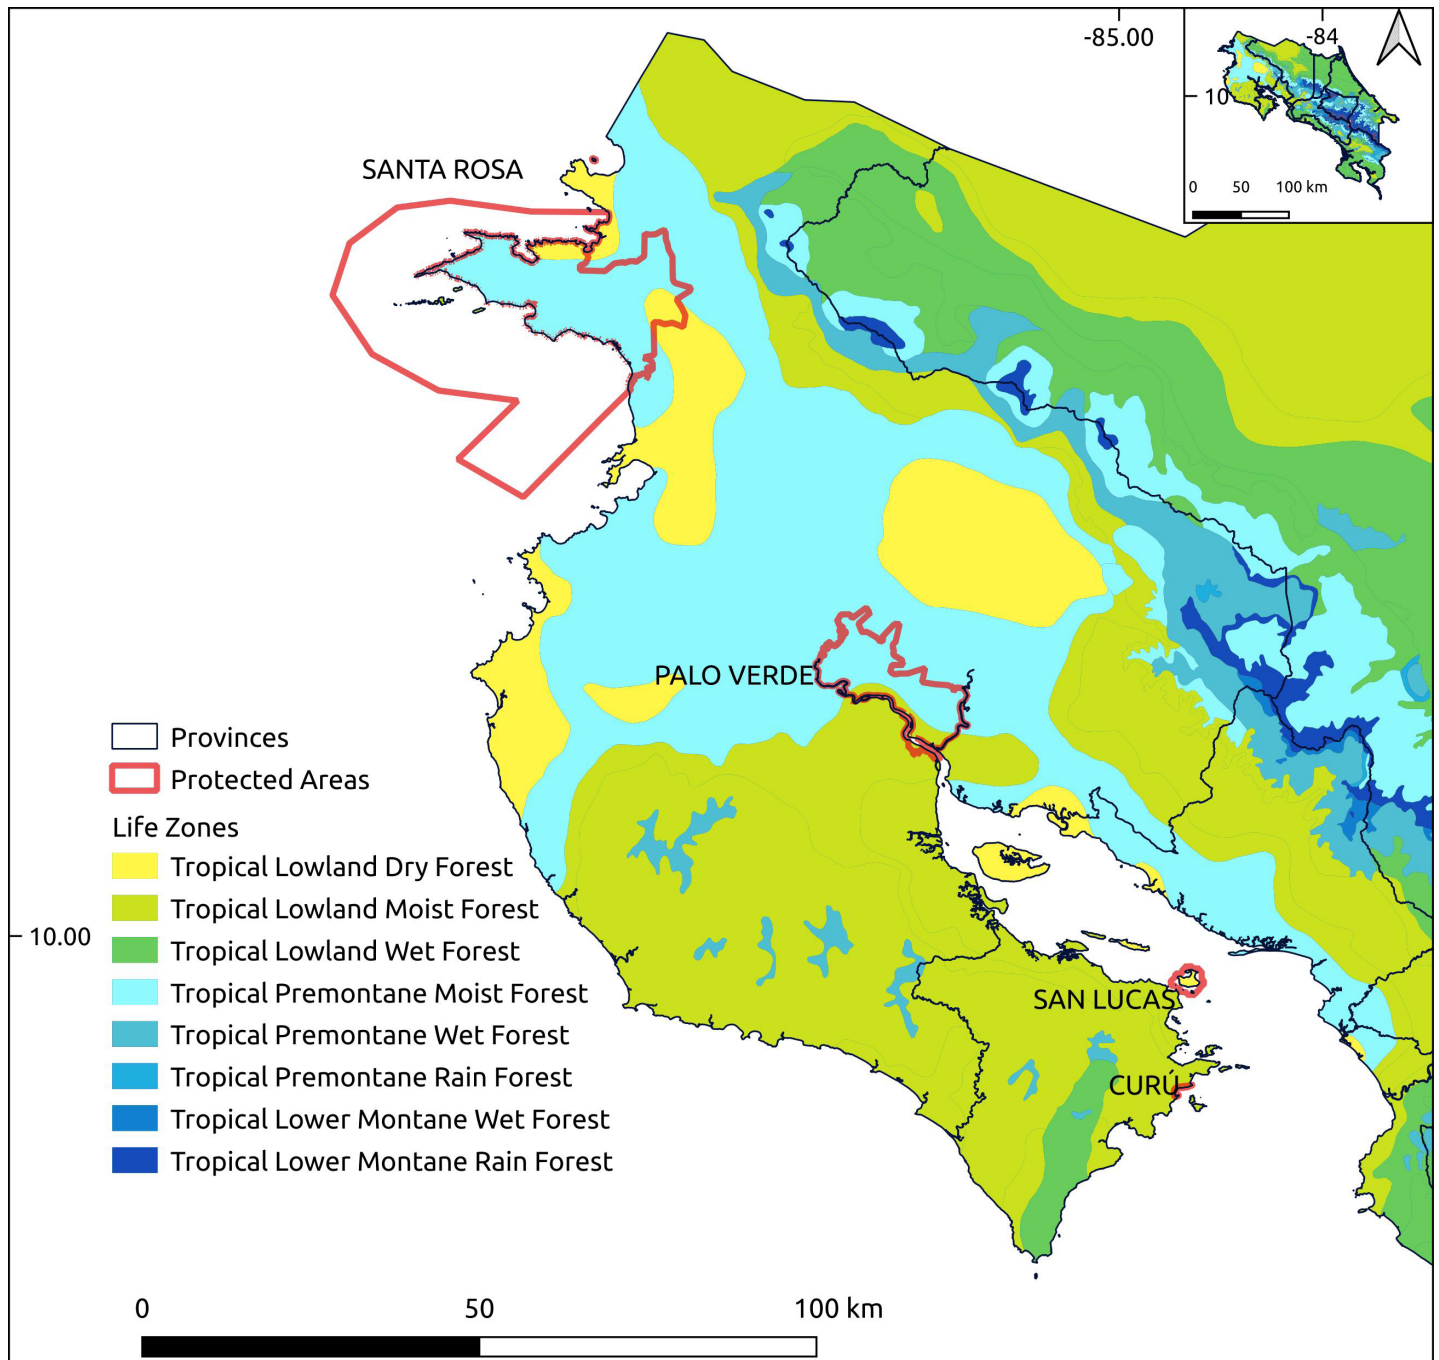 -85.00
-84
10
0 50 100 km
SANTA ROSA
PALO VERDE
Provinces
Protected Areas
Life Zones
Tropical Lowland Dry Forest
Tropical Lowland Moist Forest
Tropical Lowland Wet Forest
Tropical Premontane Moist Forest
Tropical Premontane Wet Forest
Tropical Premontane Rain Forest
Tropical Lower Montane Wet Forest
Tropical Lower Montane Rain Forest
10.00
SAN LUCAS
CURÚ
0 50 100 km